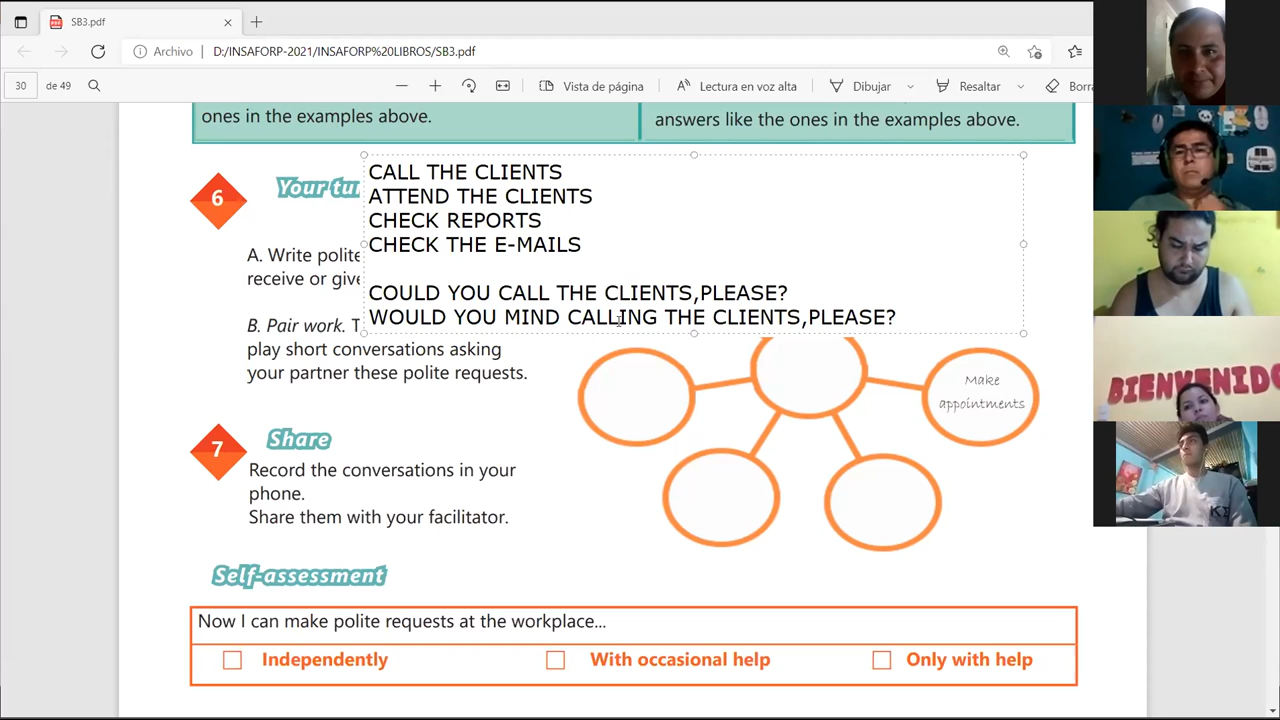 SB3.pdf
Archivo
D:/INSAFORP-2021/INSAFORP%20LIBROS/SB3.pdf
30
de 49
Vista de página
Lectura en voz alta
Dibujar
Resaltar
ones in the examples above.
answers like the ones in the examples above.
6
CALL THE CLIENTS
ATTEND THE CLIENTS
CHECK REPORTS
CHECK THE E-MAILS
COULD YOU CALL THE CLIENTS,PLEASE?
WOULD YOU MIND CALLING THE CLIENTS,PLEASE?
Your
A. Write polite
receive or give
B. Pair work.
play short conversations asking
your partner these polite requests.
Make
appointments
7
Share
Record the conversations in your
phone.
Share them with your facilitator.
Self-assessment
Now I can make polite requests at the workplace...
Independently
With occasional help
Only with help
BIENVENIDO
ΚΣ